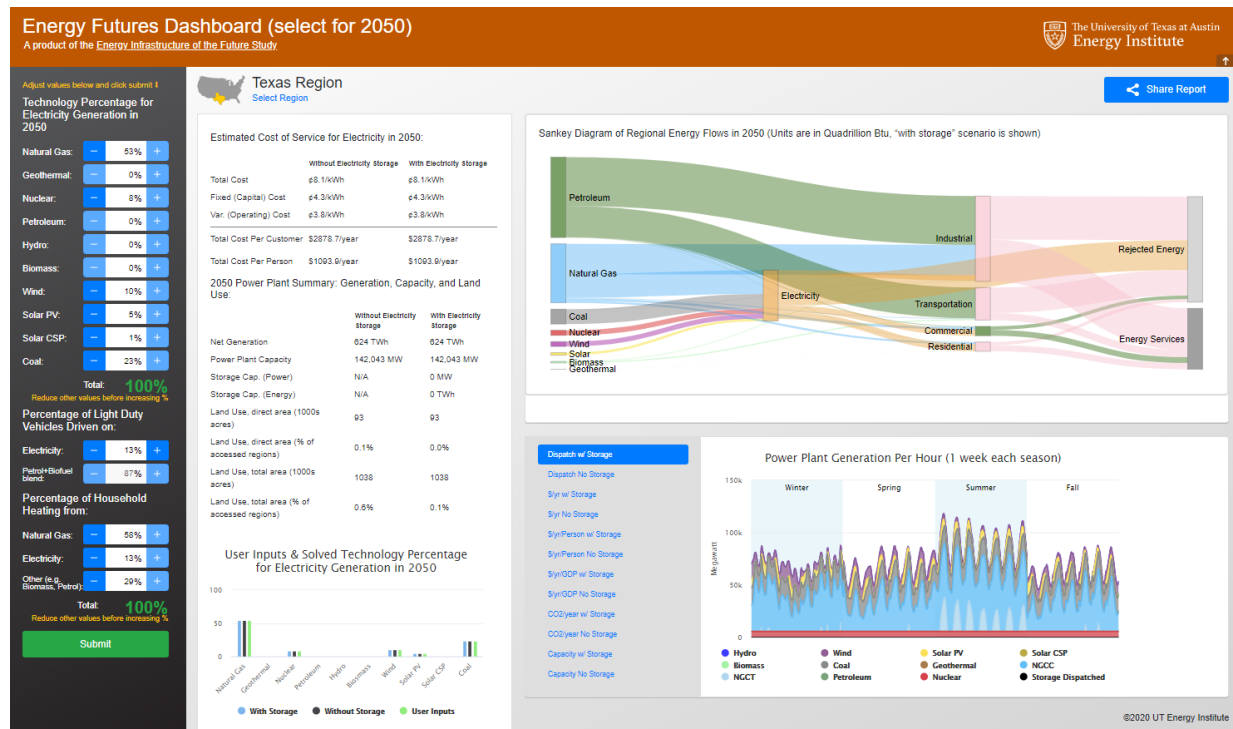 Energy Futures Dashboard (select for 2050)
A product of the Energy Infrastructure of the Future Study
The University of Texas at Austin
Energy Institute
Adjust values below and click submit
Technology Percentage for
Electricity Generation in
2050
Natural Gas: − 53% +
Geothermal: − 0% +
Nuclear: − 8% +
Petroleum: − 0% +
Hydro: − 0% +
Biomass: − 0% +
Wind: − 10% +
Solar PV: − 5% +
Solar CSP: − 1% +
Coal: − 23% +
Total: 100%
Reduce other values before increasing %
Percentage of Light Duty
Vehicles Driven on:
Electricity: − 13% +
Petrol+Biofuel
blend: − 87% +
Percentage of Household
Heating from:
Natural Gas: − 58% +
Electricity: − 13% +
Other (e.g.
Biomass, Petrol): − 29% +
Total: 100%
Reduce other values before increasing %
Submit
Texas Region
Select Region
Share Report
Estimated Cost of Service for Electricity in 2050:
Without Electricity Storage With Electricity Storage
Total Cost ¢8.1/kWh ¢8.1/kWh
Fixed (Capital) Cost ¢4.3/kWh ¢4.3/kWh
Var. (Operating) Cost ¢3.8/kWh ¢3.8/kWh
Total Cost Per Customer $2878.7/year $2878.7/year
Total Cost Per Person $1093.9/year $1093.9/year
2050 Power Plant Summary: Generation, Capacity, and Land
Use:
Without Electricity
Storage
With Electricity
Storage
Net Generation 624 TWh 624 TWh
Power Plant Capacity 142,043 MW 142,043 MW
Storage Cap. (Power) N/A 0 MW
Storage Cap. (Energy) N/A 0 TWh
Land Use, direct area (1000s
acres) 93 93
Land Use, direct area (% of
accessed regions) 0.1% 0.0%
Land Use, total area (1000s
acres) 1038 1038
Land Use, total area (% of
accessed regions) 0.6% 0.1%
User Inputs & Solved Technology Percentage
for Electricity Generation in 2050
100
50
0
Natural Gas
Geothermal
Nuclear
Petroleum
Hydro
Biosmass
Wind
Solar PV
Solar CSP
Coal
With Storage Without Storage User Inputs
Sankey Diagram of Regional Energy Flows in 2050 (Units are in Quadrillion Btu, "with storage" scenario is shown)
Petroleum
Natural Gas
Coal
Nuclear
Wind
Solar
Biomass
Geothermal
Electricity
Industrial
Transportation
Commercial
Residential
Rejected Energy
Energy Services
Dispatch w/ Storage
Dispatch No Storage
$/yr w/ Storage
$/yr No Storage
$/yr/Person w/ Storage
$/yr/Person No Storage
$/yr/GDP w/ Storage
$/yr/GDP No Storage
CO2/year w/ Storage
CO2/year No Storage
Capacity w/ Storage
Capacity No Storage
Power Plant Generation Per Hour (1 week each season)
Megawatt
150k
100k
50k
0
Winter Spring Summer Fall
Hydro Wind Solar PV Solar CSP
Biomass Coal Geothermal NGCC
NGCT Petroleum Nuclear Storage Dispatched
©2020 UT Energy Institute